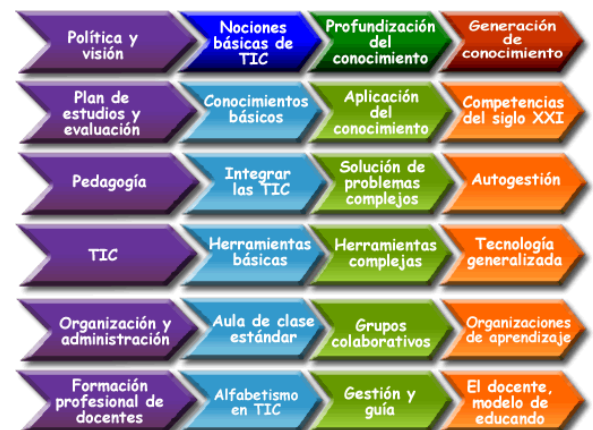 Política y
visión
Nociones
básicas de
TIC
Profundización
del
conocimiento
Generación
de
conocimiento
Plan de
estudios y
evaluación
Conocimientos
básicos
Aplicación
del
conocimiento
Competencias
del siglo XXI
Pedagogía
Integrar
las TIC
Solución de
problemas
complejos
Autogestión
TIC
Herramientas
básicas
Herramientas
complejas
Tecnología
generalizada
Organización y
administración
Aula de clase
estándar
Grupos
colaborativos
Organizaciones
de aprendizaje
Formación
profesional de
docentes
Alfabetismo
en TIC
Gestión y
guía
El docente,
modelo de
educando